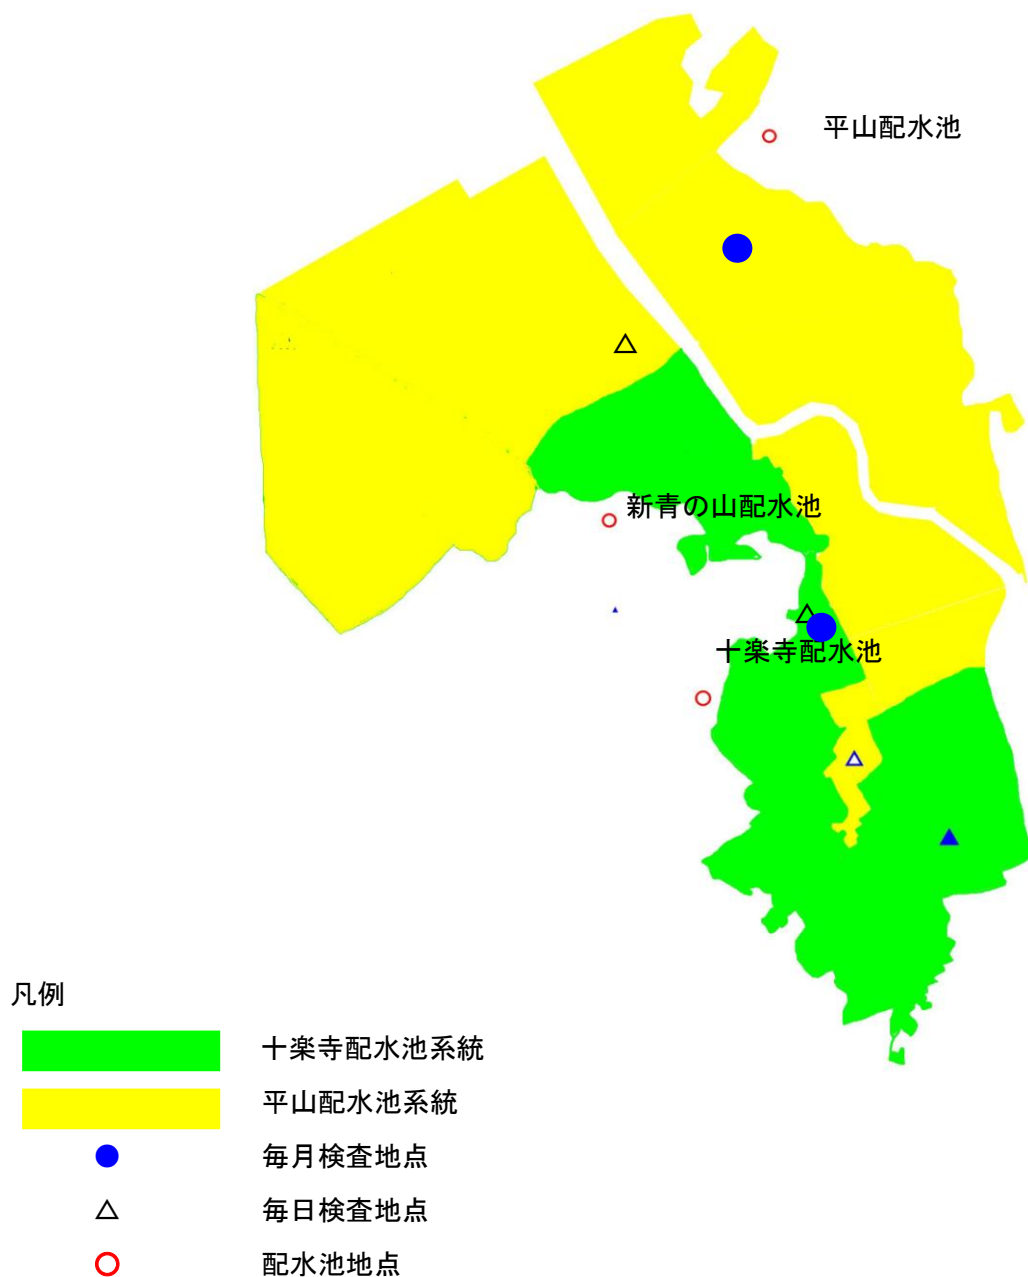 平山配水池
新青の山配水池
十楽寺配水池
凡例
十楽寺配水池系統
平山配水池系統
毎月検査地点
毎日検査地点
配水池地点